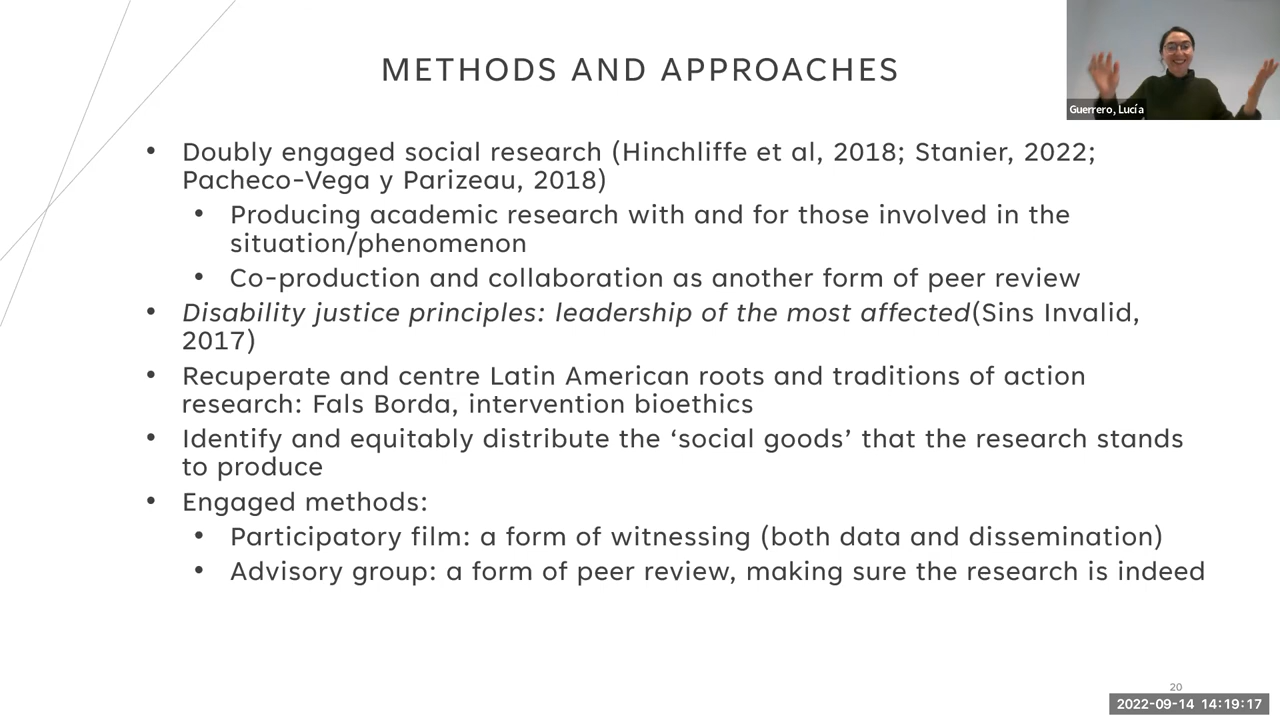 METHODS AND APPROACHES
Guerrero, Lucía
• Doubly engaged social research (Hinchliffe et al, 2018; Stanier, 2022;
Pacheco-Vega y Parizeau, 2018)
• Producing academic research with and for those involved in the
situation/phenomenon
• Co-production and collaboration as another form of peer review
• Disability justice principles: leadership of the most affected(Sins Invalid,
2017)
• Recuperate and centre Latin American roots and traditions of action
research: Fals Borda, intervention bioethics
• Identify and equitably distribute the ‘social goods’ that the research stands
to produce
• Engaged methods:
• Participatory film: a form of witnessing (both data and dissemination)
• Advisory group: a form of peer review, making sure the research is indeed
20
2022-09-14 14:19:17